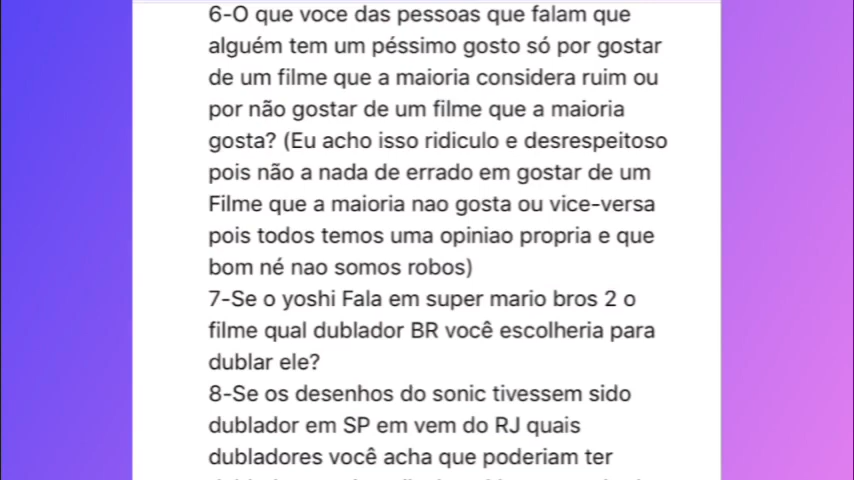 6-O que voce das pessoas que falam que
alguém tem um péssimo gosto só por gostar
de um filme que a maioria considera ruim ou
por não gostar de um filme que a maioria
gosta? (Eu acho isso ridiculo e desrespeitoso
pois não a nada de errado em gostar de um
Filme que a maioria nao gosta ou vice-versa
pois todos temos uma opiniao propria e que
bom né nao somos robos)
7-Se o yoshi Fala em super mario bros 2 o
filme qual dublador BR você escolheria para
dublar ele?
8-Se os desenhos do sonic tivessem sido
dublador em SP em vem do RJ quais
dubladores você acha que poderiam ter